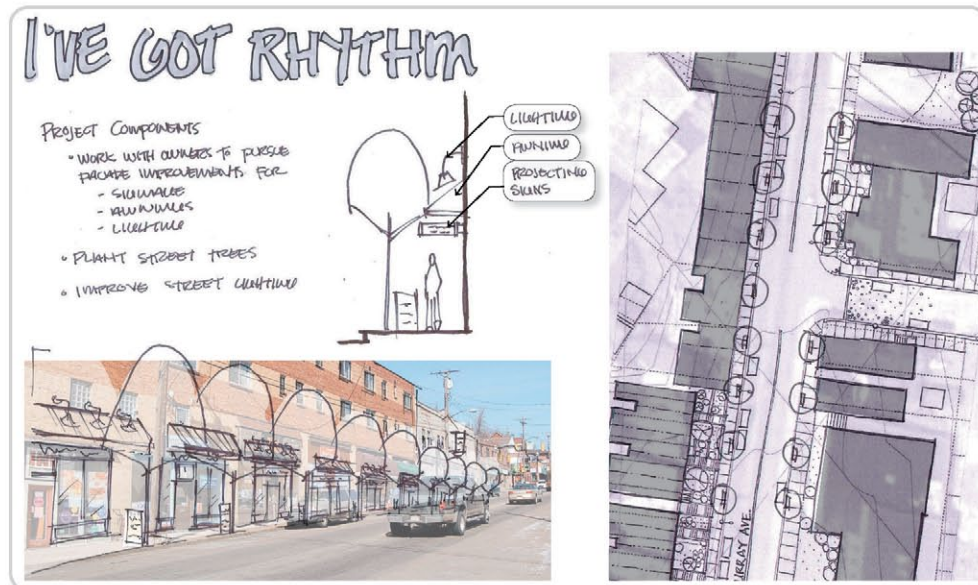 I'VE GOT RHYTHM
PROJECT COMPONENTS
• WORK WITH OWNERS TO PURSUE
FACADE IMPROVEMENTS FOR
- SIGNAGE
- AWNINGS
- LIGHTING
• PLANT STREET TREES
• IMPROVE STREET LIGHTING
LIGHTING
AWNING
PROJECTING
SIGNS
URRAY AVE.